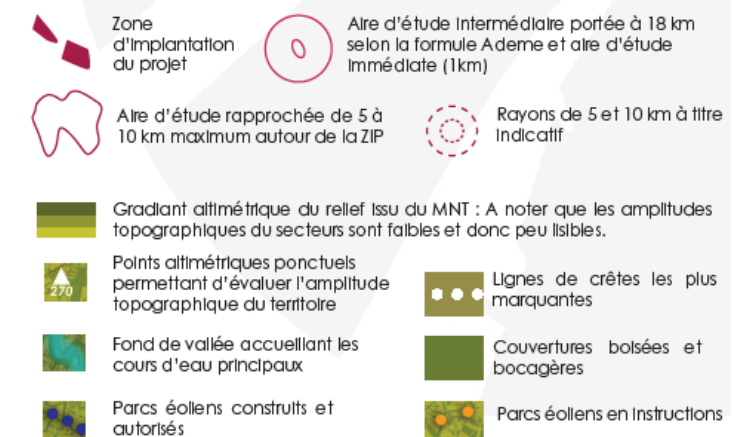 Zone
d'implantation
du projet
Aire d'étude intermédiaire portée à 18 km
selon la formule Ademe et aire d'étude
immédiate (1km)
Aire d'étude rapprochée de 5 à
10 km maximum autour de la ZIP
Rayons de 5 et 10 km à titre
indicatif
Gradiant altimétrique du relief issu du MNT : A noter que les amplitudes
topographiques du secteurs sont faibles et donc peu lisibles.
Points altimétriques ponctuels
permettant d'évaluer l'amplitude
topographique du territoire
270
Lignes de crêtes les plus
marquantes
Fond de vallée accueillant les
cours d'eau principaux
Couvertures boisées et
bocagères
Parcs éoliens construits et
autorisés
Parcs éoliens en instructions